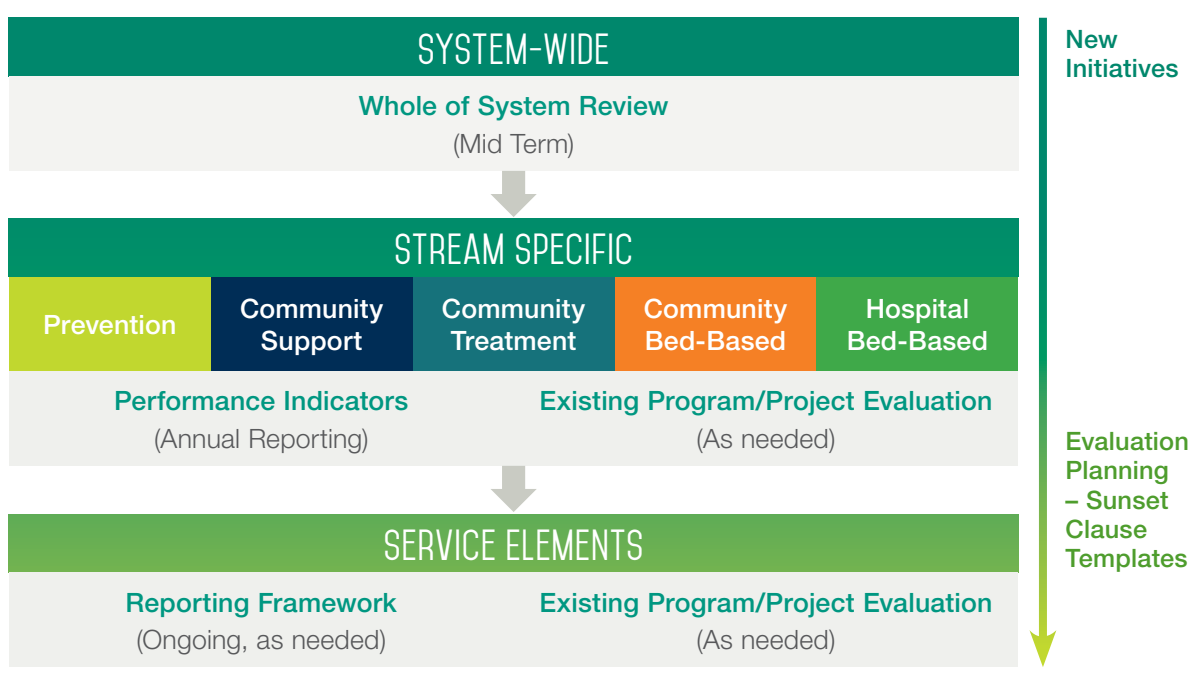 SYSTEM-WIDE
Whole of System Review
(Mid Term)
STREAM SPECIFIC
Prevention
Community
Support
Community
Treatment
Community
Bed-Based
Hospital
Bed-Based
Performance Indicators
(Annual Reporting)
Existing Program/Project Evaluation
(As needed)
SERVICE ELEMENTS
Reporting Framework
(Ongoing, as needed)
Existing Program/Project Evaluation
(As needed)
New
Initiatives
Evaluation
Planning
– Sunset
Clause
Templates